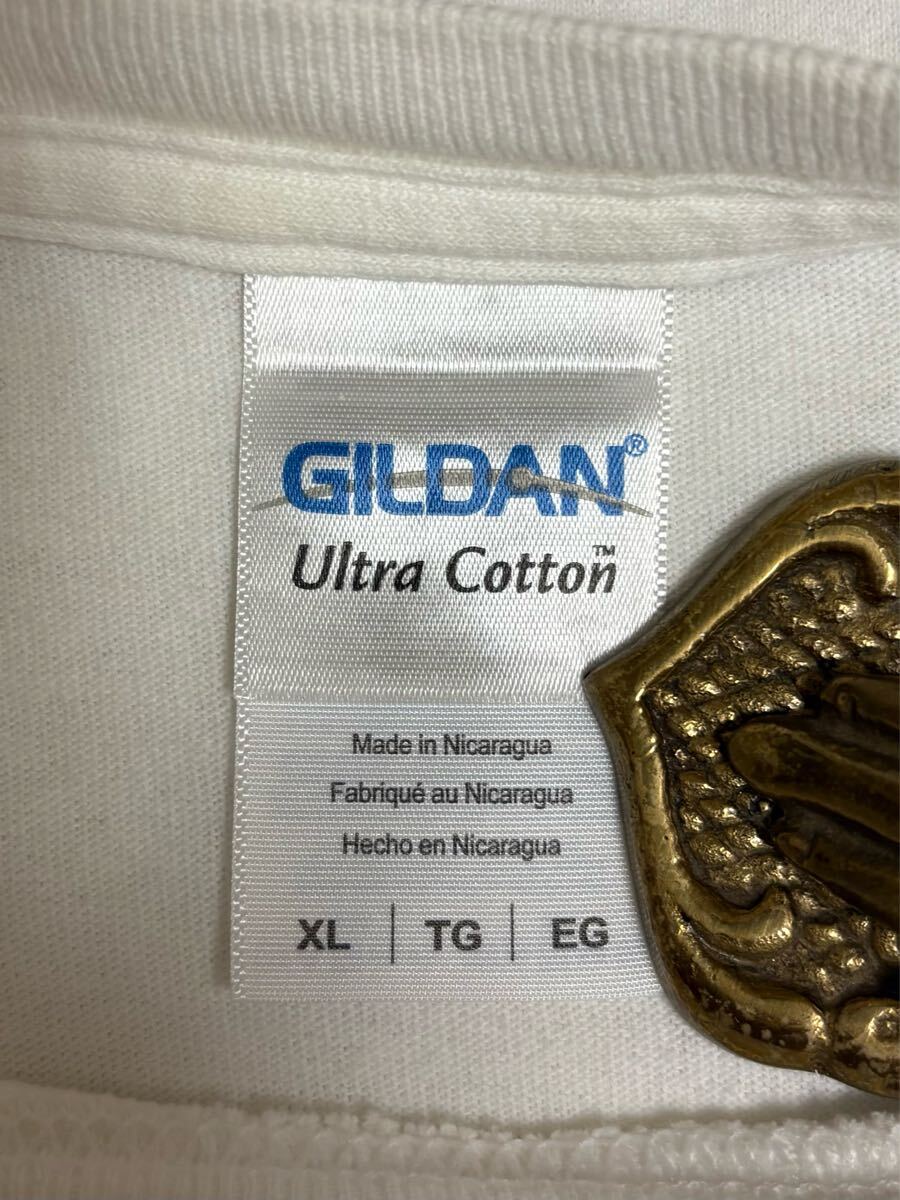 GILDAN®
Ultra Cotton™
Made in Nicaragua
Fabriqué au Nicaragua
Hecho en Nicaragua
XL | TG | EG